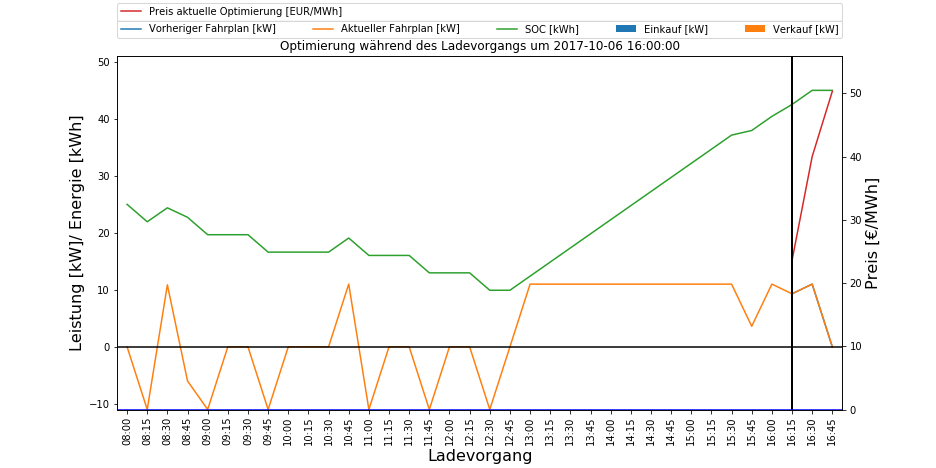 Preis aktuelle Optimierung [EUR/MWh]
Vorheriger Fahrplan [kW] Aktueller Fahrplan [kW] SOC [kWh] Einkauf [kW] Verkauf [kW]
Optimierung während des Ladevorgangs um 2017-10-06 16:00:00
Leistung [kW]/ Energie [kWh]
50
40
30
20
10
0
−10
50
40
30
20
10
0
Preis [€/MWh]
08:00 08:15 08:30 08:45 09:00 09:15 09:30 09:45 10:00 10:15 10:30 10:45 11:00 11:15 11:30 11:45 12:00 12:15 12:30 12:45 13:00 13:15 13:30 13:45 14:00 14:15 14:30 14:45 15:00 15:15 15:30 15:45 16:00 16:15 16:30 16:45
Ladevorgang